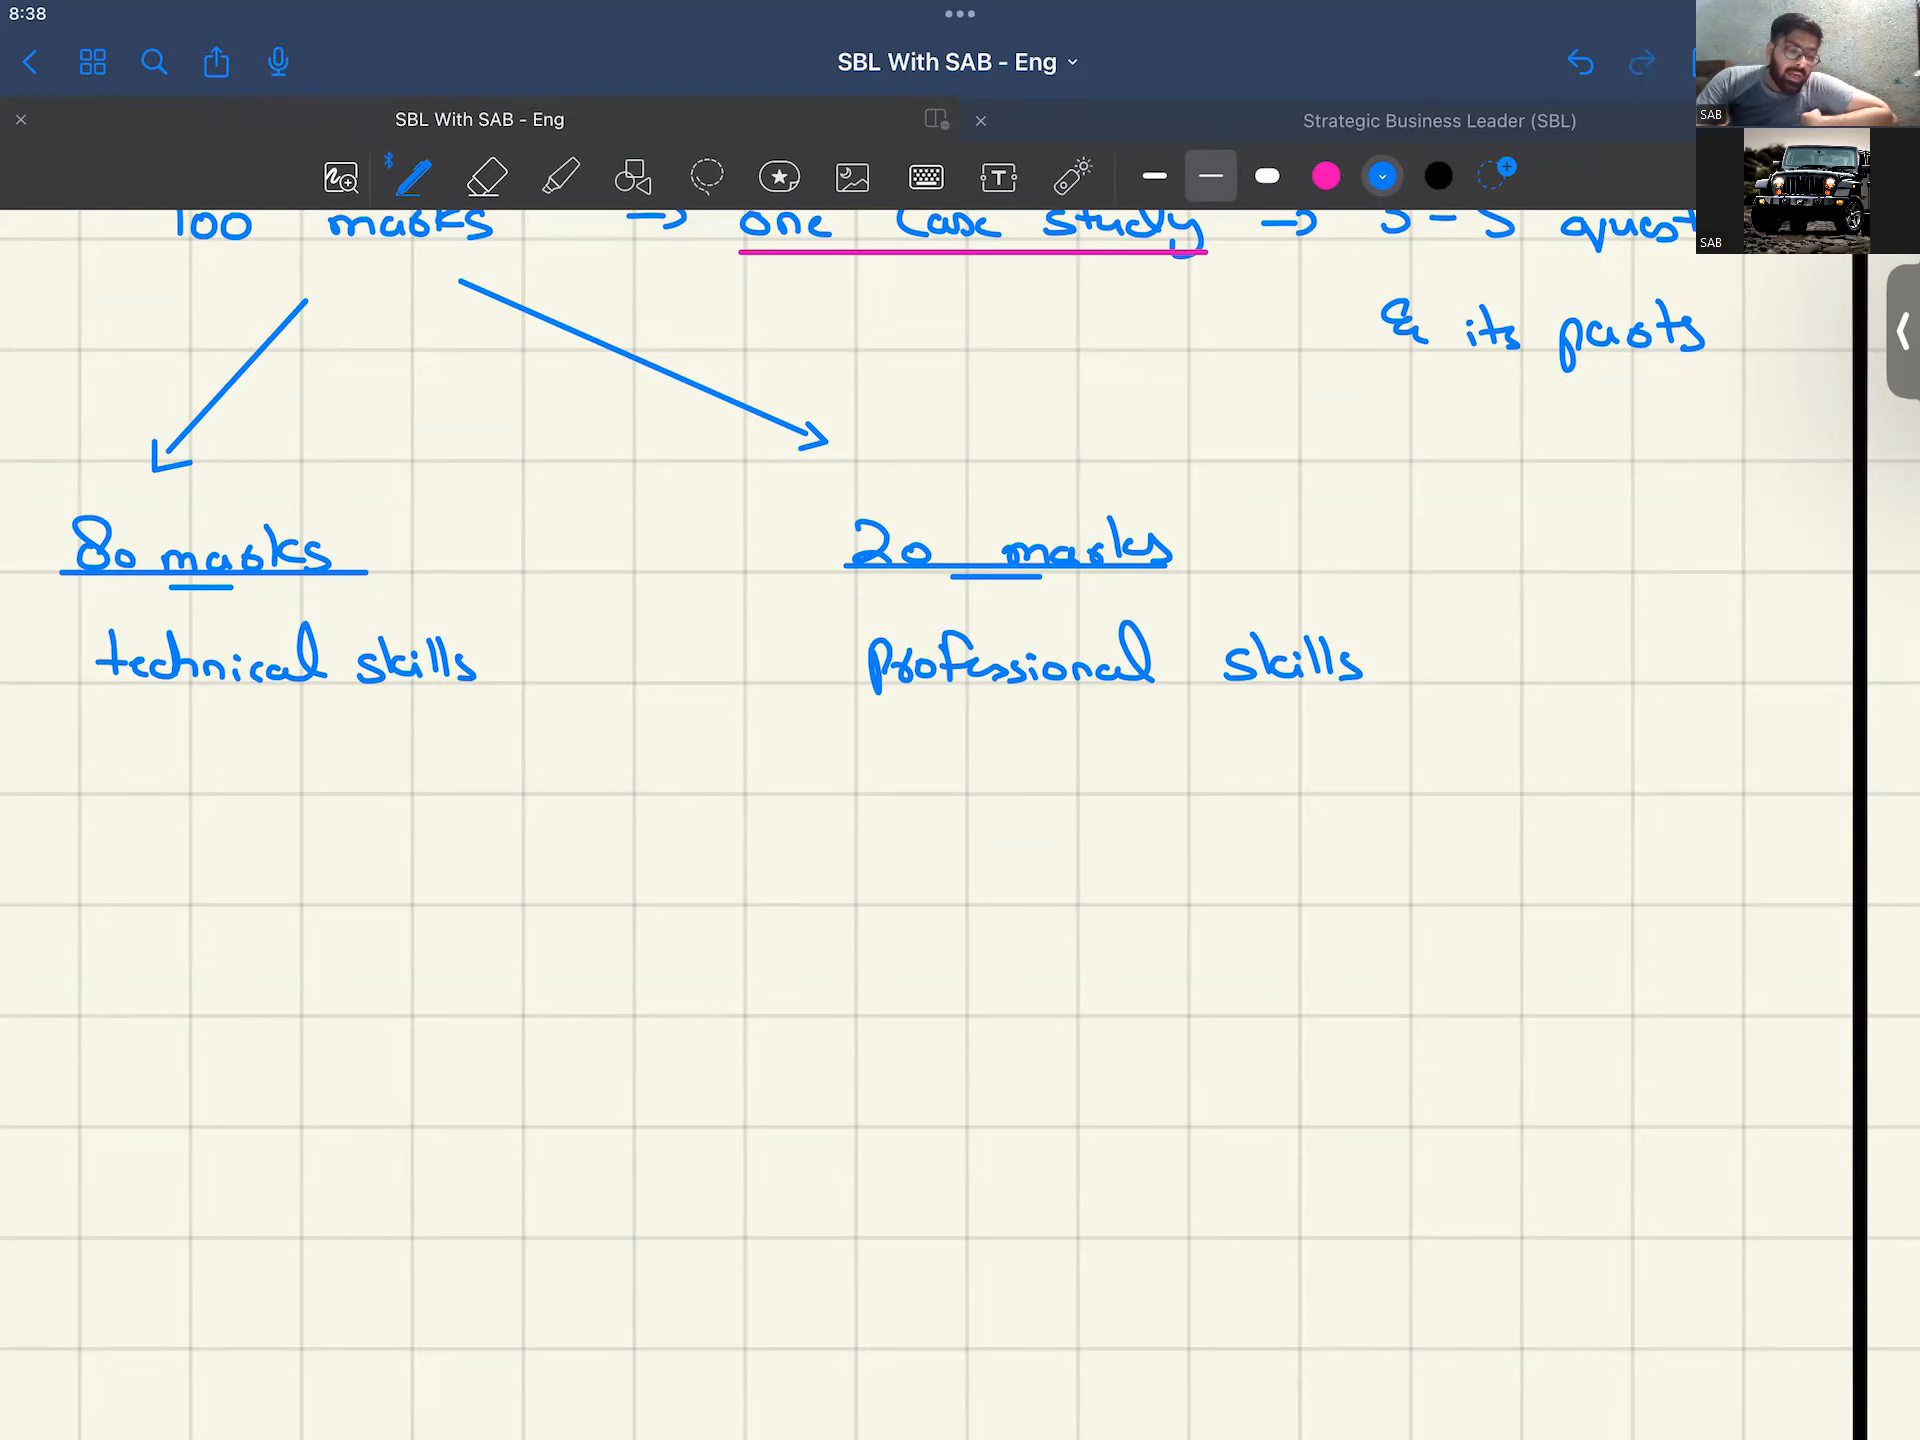 8:38
SBL With SAB - Eng
SBL With SAB - Eng
Strategic Business Leader (SBL)
SAB
SAB
100 marks → one case study → 3-5 quest
& its parts
80 marks
20 marks
technical skills
professional skills